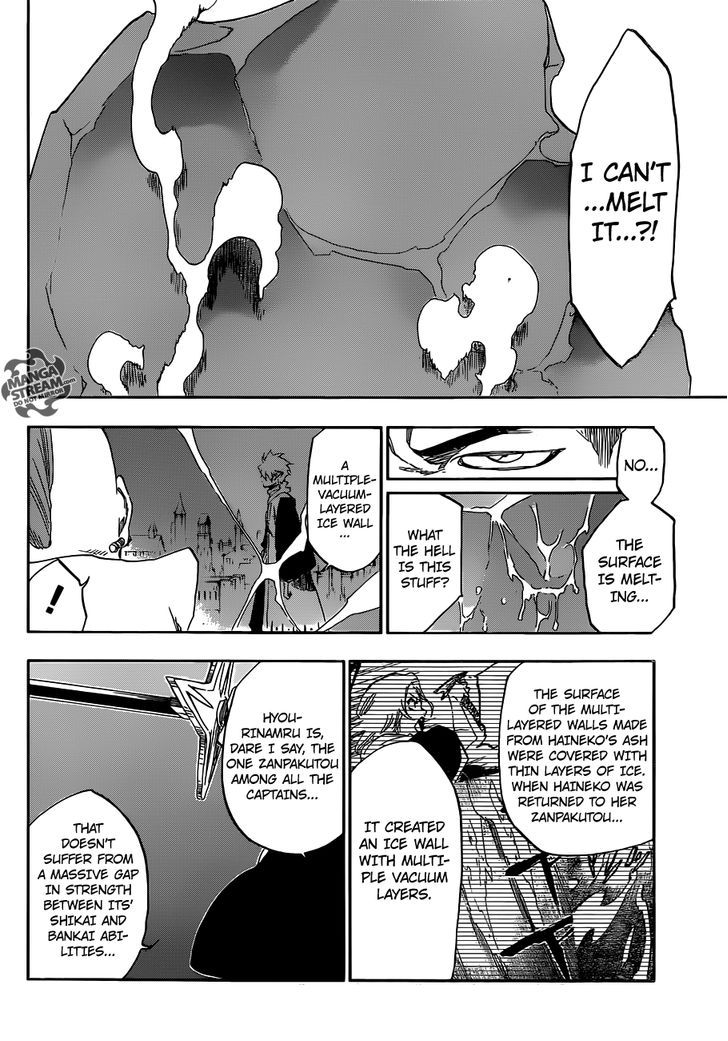 I CAN'T
...MELT
IT...?!
MANGA
STREAM.com
DO NOT MIRROR!
NO...
THE
SURFACE
IS MELT-
ING...
WHAT
THE HELL
IS THIS
STUFF?
A
MULTIPLE-
VACUUM-
LAYERED
ICE WALL
...
!
THE SURFACE
OF THE MULTI-
LAYERED WALLS MADE
FROM HAINEKO'S ASH
WERE COVERED WITH
THIN LAYERS OF ICE.
WHEN HAINEKO WAS
RETURNED TO HER
ZANPAKUTOU...
IT CREATED
AN ICE WALL
WITH MULTI-
PLE VACUUM
LAYERS.
HYOU-
RINAMRU IS,
DARE I SAY, THE
ONE ZANPAKUTOU
AMONG ALL THE
CAPTAINS...
THAT
DOESN'T
SUFFER FROM
A MASSIVE GAP
IN STRENGTH
BETWEEN ITS'
SHIKAI AND
BANKAI ABI-
LITIES...